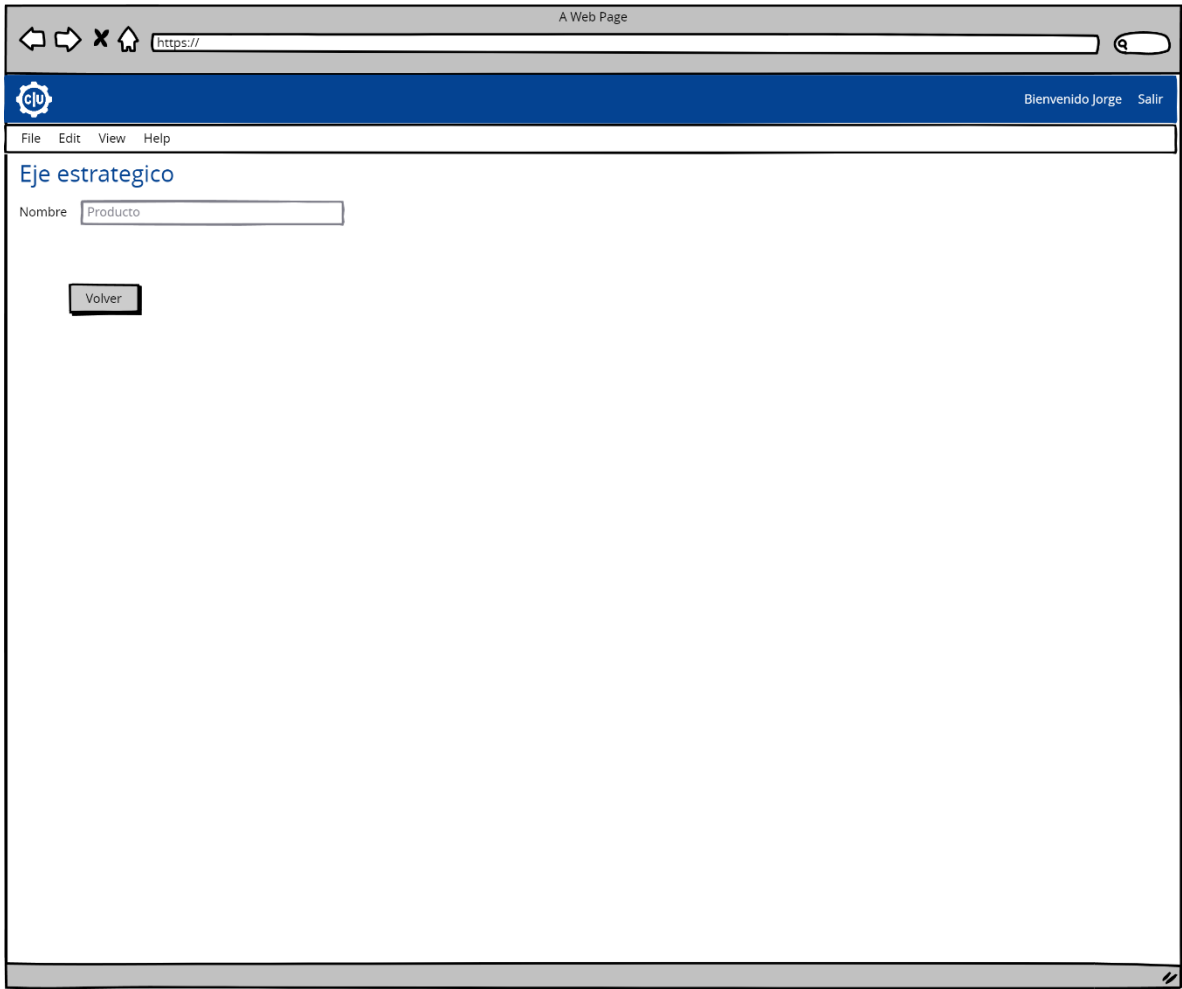 A Web Page
https://
c|u
Bienvenido Jorge Salir
File Edit View Help
Eje estrategico
Nombre Producto
Volver